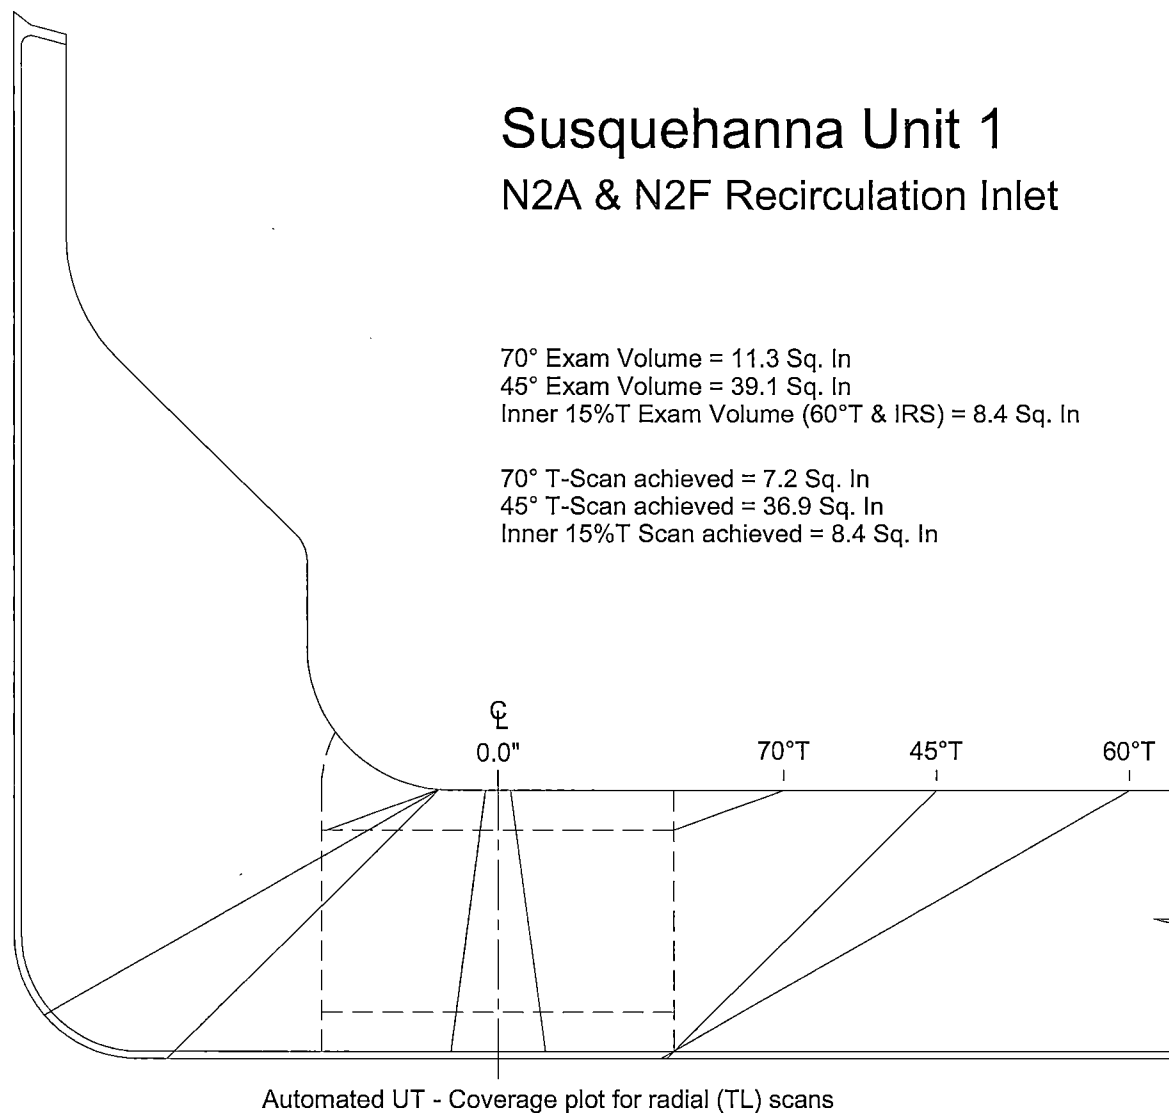 Susquehanna Unit 1
N2A & N2F Recirculation Inlet
70° Exam Volume = 11.3 Sq. In
45° Exam Volume = 39.1 Sq. In
Inner 15%T Exam Volume (60°T & IRS) = 8.4 Sq. In
70° T-Scan achieved = 7.2 Sq. In
45° T-Scan achieved = 36.9 Sq. In
Inner 15%T Scan achieved = 8.4 Sq. In
℄
0.0" 70°T 45°T 60°T
Automated UT - Coverage plot for radial (TL) scans